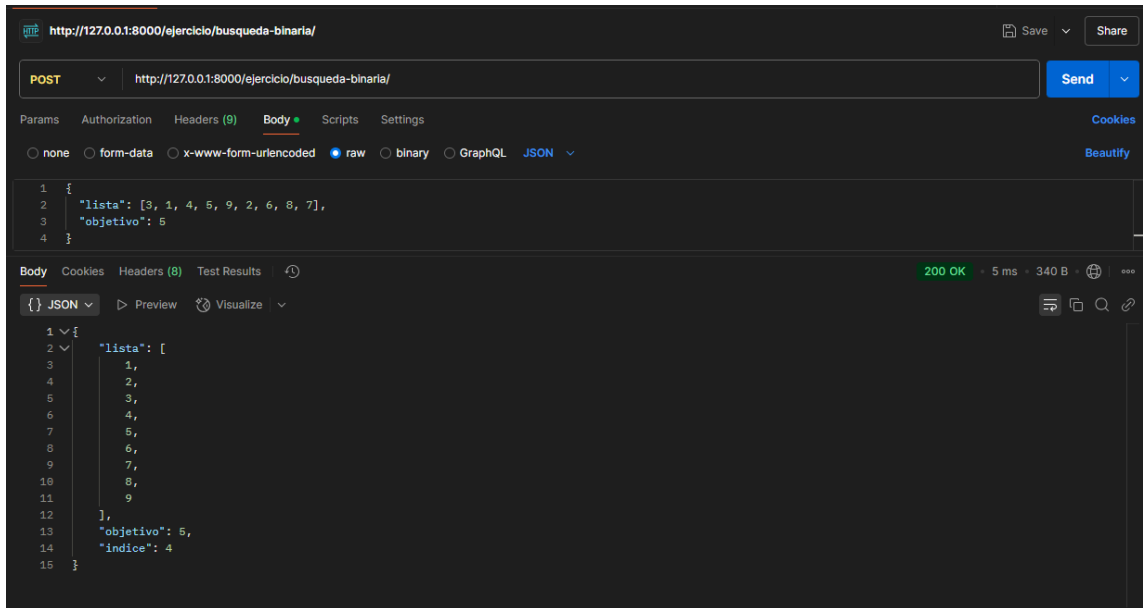 HTTP http://127.0.0.1:8000/ejercicio/busqueda-binaria/ Save Share
POST http://127.0.0.1:8000/ejercicio/busqueda-binaria/ Send
Params Authorization Headers (9) Body Scripts Settings Cookies
none form-data x-www-form-urlencoded raw binary GraphQL JSON Beautify
1 {
2 "lista": [3, 1, 4, 5, 9, 2, 6, 8, 7],
3 "objetivo": 5
4 }
Body Cookies Headers (8) Test Results 200 OK • 5 ms • 340 B •
{} JSON Preview Visualize
1 {
2 "lista": [
3 1,
4 2,
5 3,
6 4,
7 5,
8 6,
9 7,
10 8,
11 9
12 ],
13 "objetivo": 5,
14 "indice": 4
15 }